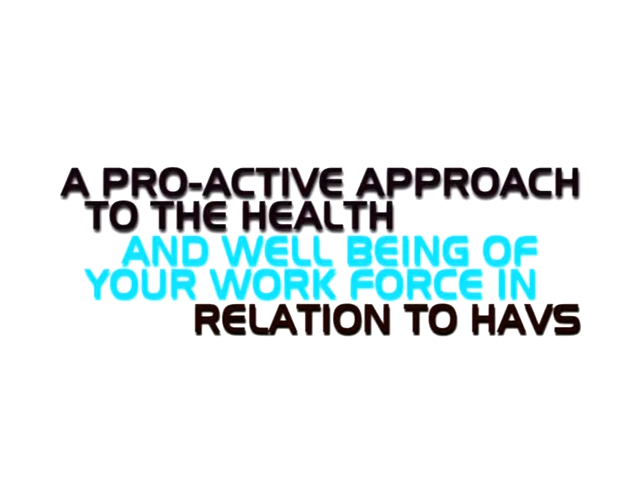 A PRO-ACTIVE APPROACH
TO THE HEALTH
AND WELL BEING OF
YOUR WORK FORCE IN
RELATION TO HAVS